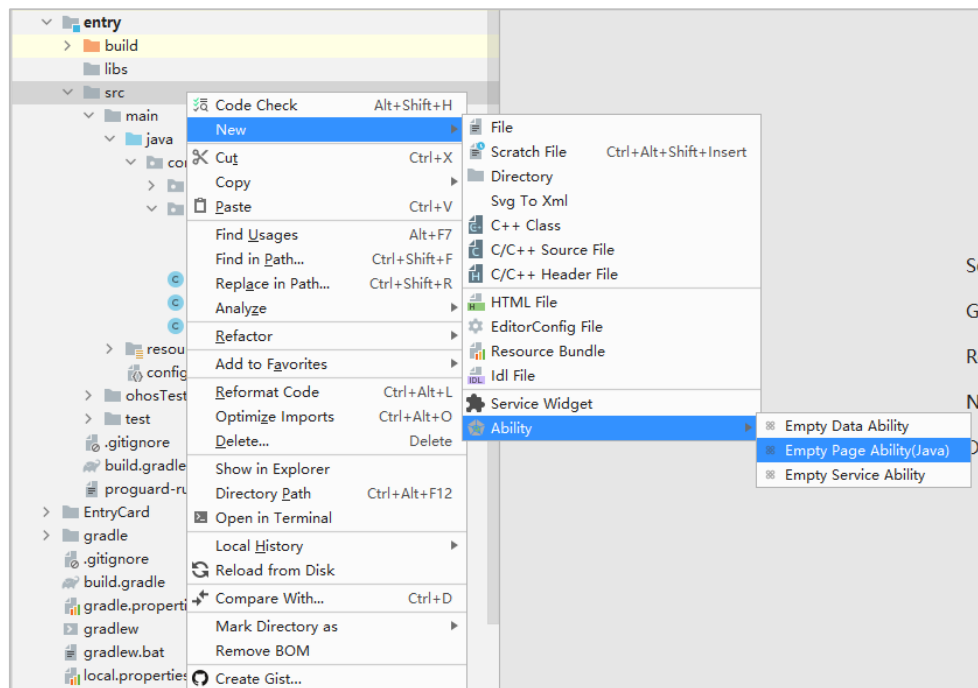 entry
build
libs
src
main
java
resou
config
ohosTest
test
.gitignore
build.gradle
proguard-ru
EntryCard
gradle
.gitignore
build.gradle
gradle.properti
gradlew
gradlew.bat
local.properties
Code Check Alt+Shift+H
New
Cut Ctrl+X
Copy
Paste Ctrl+V
Find Usages Alt+F7
Find in Path... Ctrl+Shift+F
Replace in Path... Ctrl+Shift+R
Analyze
Refactor
Add to Favorites
Reformat Code Ctrl+Alt+L
Optimize Imports Ctrl+Alt+O
Delete... Delete
Show in Explorer
Directory Path Ctrl+Alt+F12
Open in Terminal
Local History
Reload from Disk
Compare With... Ctrl+D
Mark Directory as
Remove BOM
Create Gist...
File
Scratch File Ctrl+Alt+Shift+Insert
Directory
Svg To Xml
C++ Class
C/C++ Source File
C/C++ Header File
HTML File
EditorConfig File
Resource Bundle
Idl File
Service Widget
Ability
Empty Data Ability
Empty Page Ability(Java)
Empty Service Ability